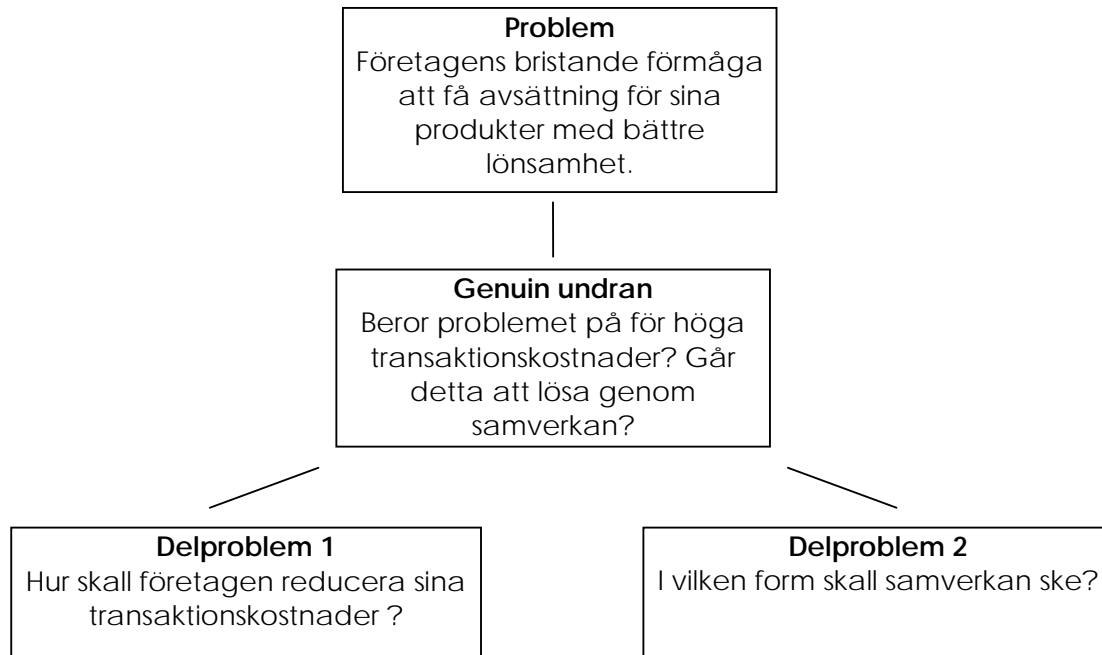 Problem
Företagens bristande förmåga
att få avsättning för sina
produkter med bättre
lönsamhet.
Genuin undran
Beror problemet på för höga
transaktionskostnader? Går
detta att lösa genom
samverkan?
Delproblem 1
Hur skall företagen reducera sina
transaktionskostnader ?
Delproblem 2
I vilken form skall samverkan ske?